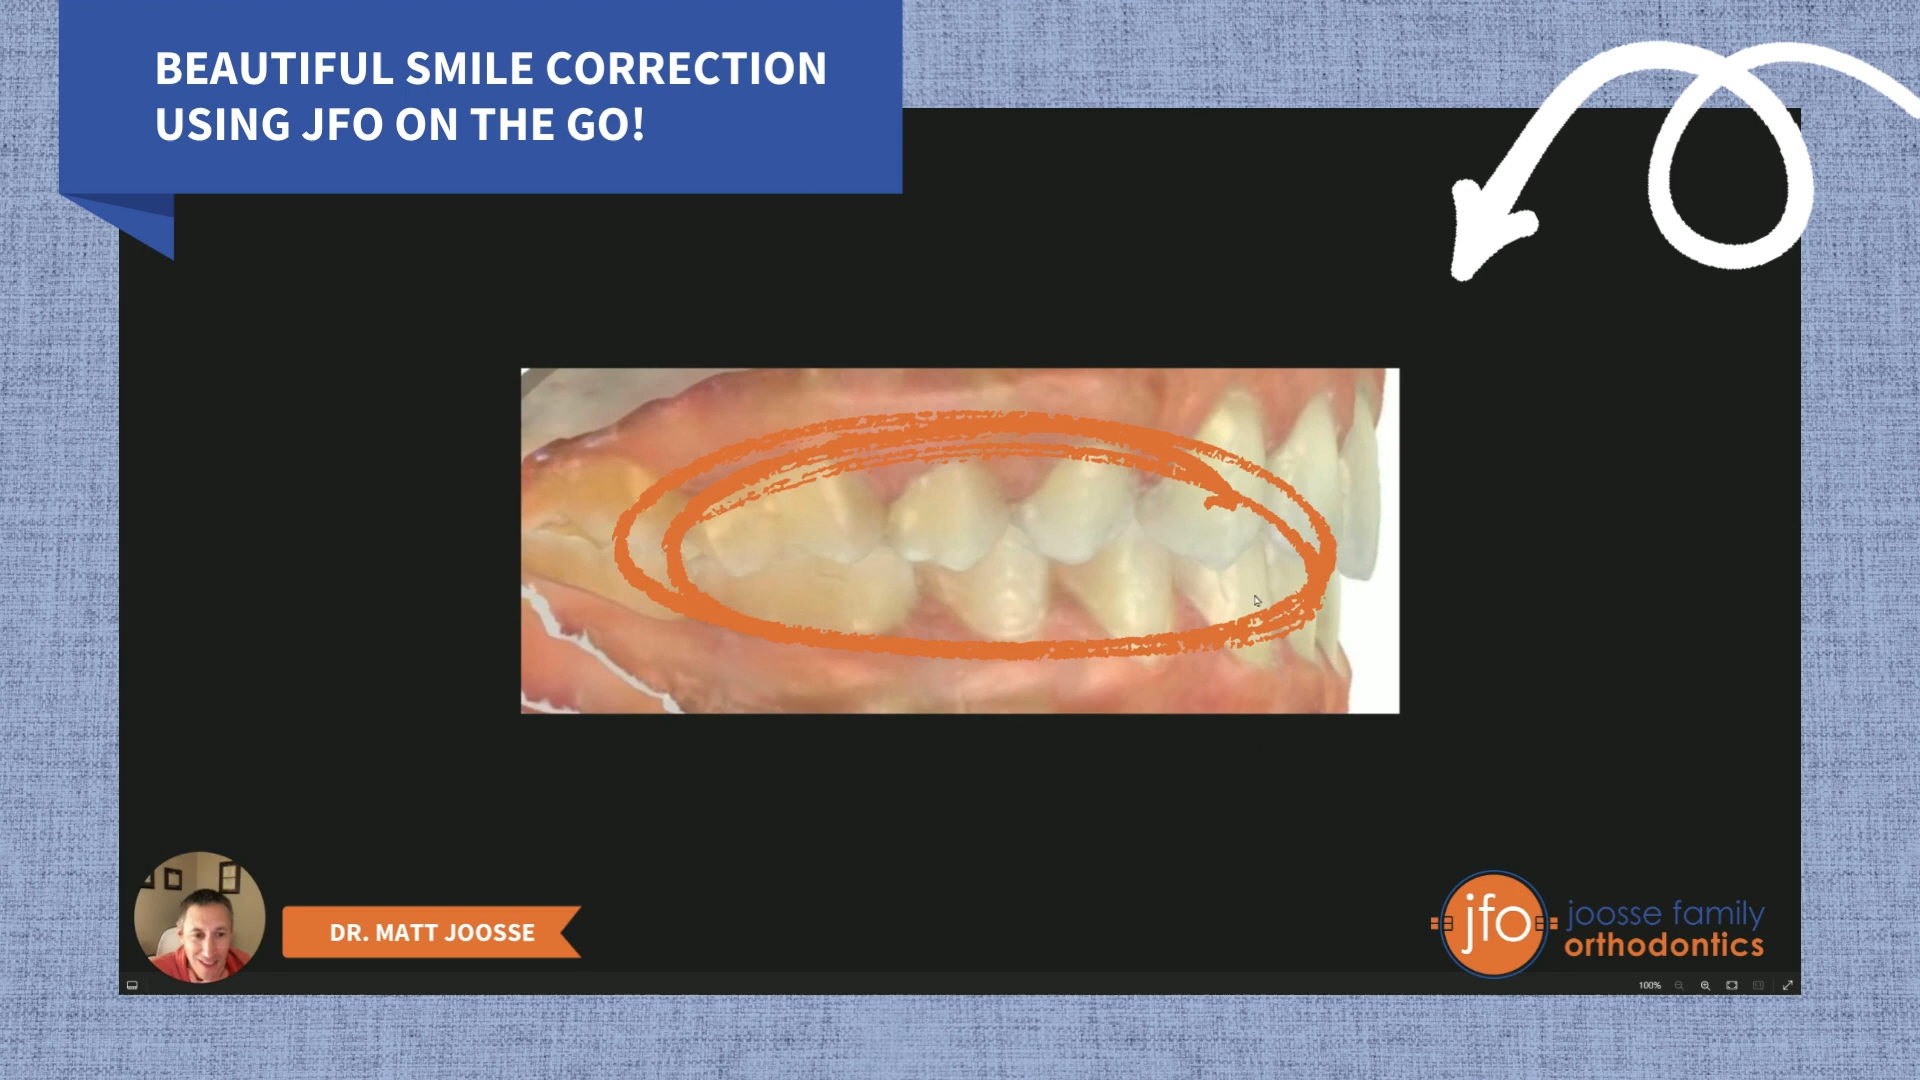 BEAUTIFUL SMILE CORRECTION
USING JFO ON THE GO!
DR. MATT JOOSSE
jfo
joosse family
orthodontics
100%